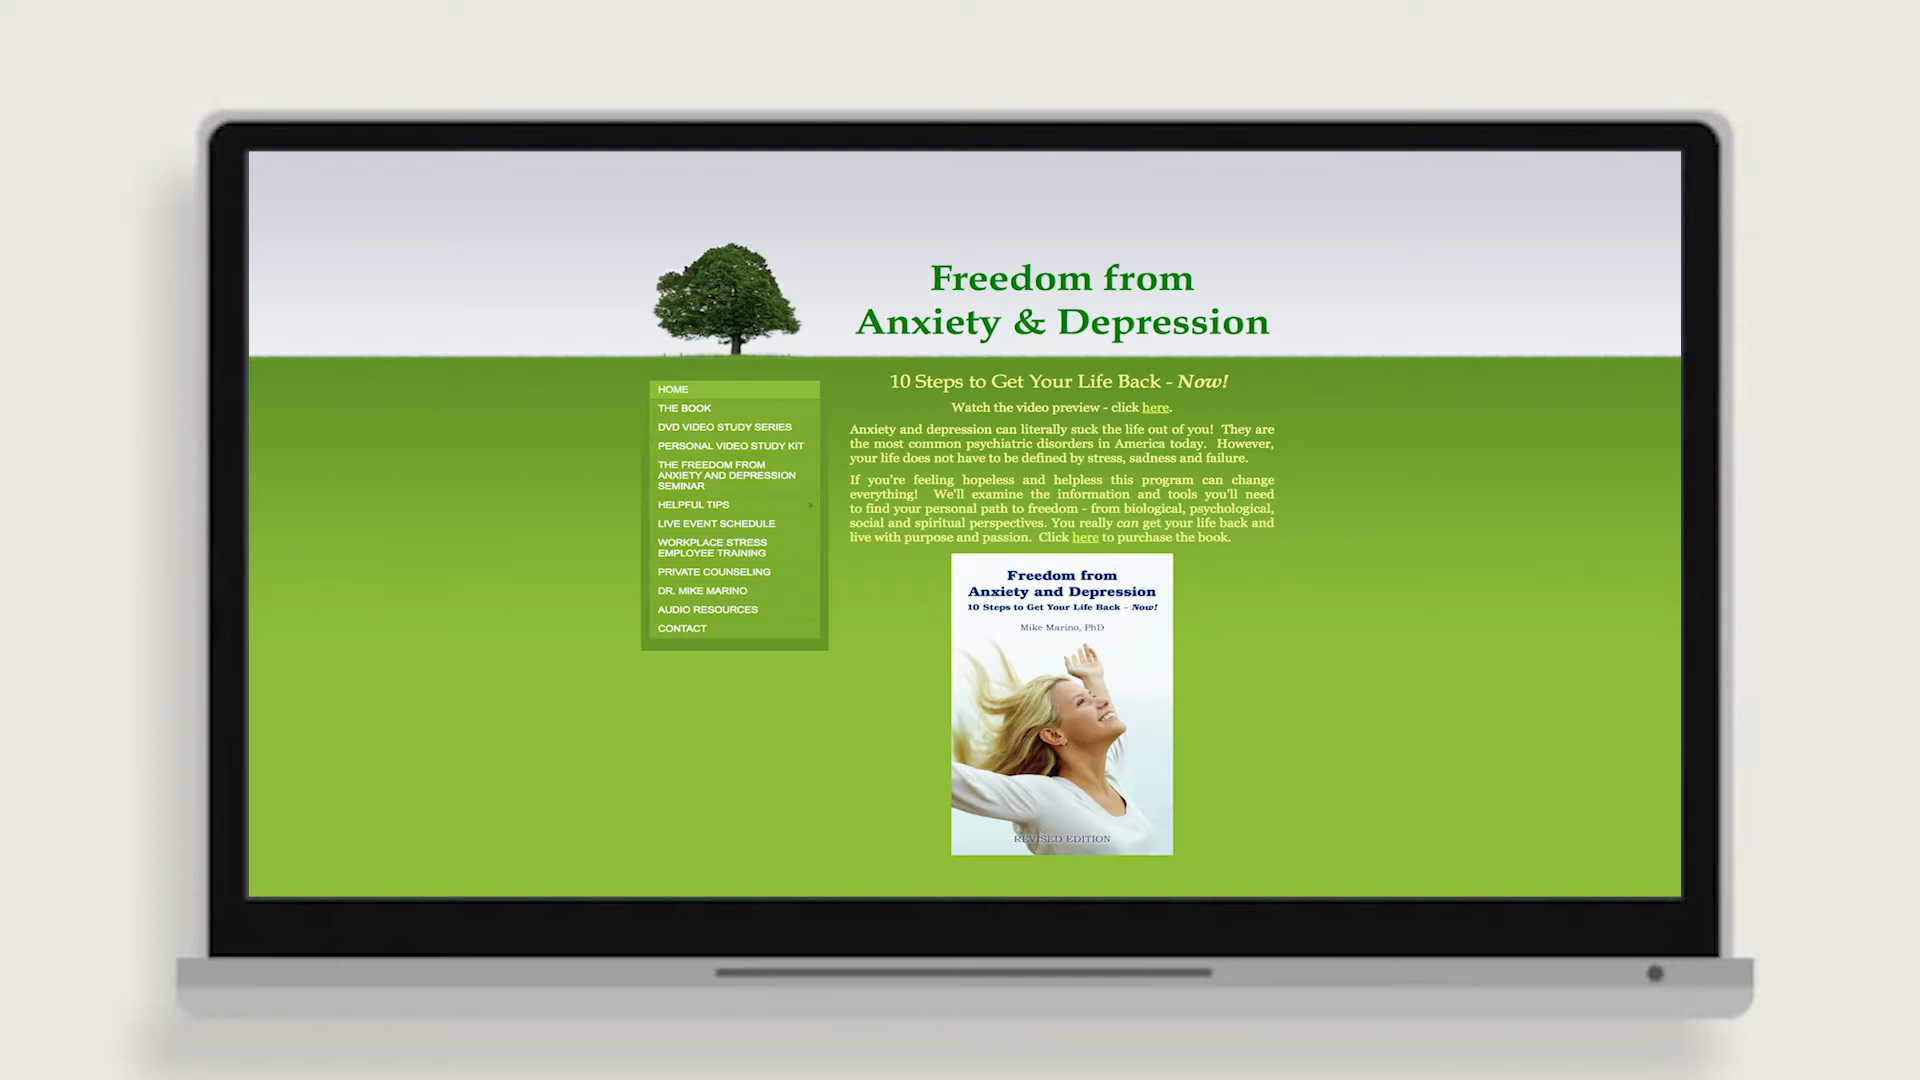 Freedom from
Anxiety & Depression
HOME
THE BOOK
DVD VIDEO STUDY SERIES
PERSONAL VIDEO STUDY KIT
THE FREEDOM FROM
ANXIETY AND DEPRESSION
SEMINAR
HELPFUL TIPS
LIVE EVENT SCHEDULE
WORKPLACE STRESS
EMPLOYEE TRAINING
PRIVATE COUNSELING
DR. MIKE MARINO
AUDIO RESOURCES
CONTACT
10 Steps to Get Your Life Back - Now!
Watch the video preview - click here.
Anxiety and depression can literally suck the life out of you! They are
the most common psychiatric disorders in America today. However,
your life does not have to be defined by stress, sadness and failure.
If you're feeling hopeless and helpless this program can change
everything! We'll examine the information and tools you'll need
to find your personal path to freedom - from biological, psychological,
social and spiritual perspectives. You really can get your life back and
live with purpose and passion. Click here to purchase the book.
Freedom from
Anxiety and Depression
10 Steps to Get Your Life Back – Now!
Mike Marino, PhD
REVISED EDITION